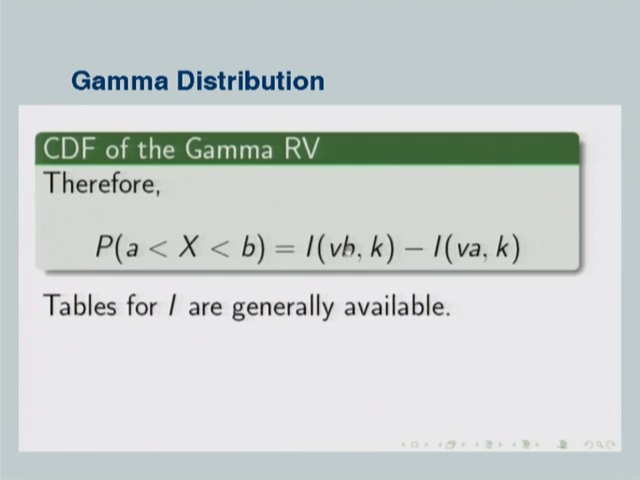 Gamma Distribution
CDF of the Gamma RV
Therefore,
P(a < X < b) = I(vb, k) − I(va, k)
Tables for I are generally available.